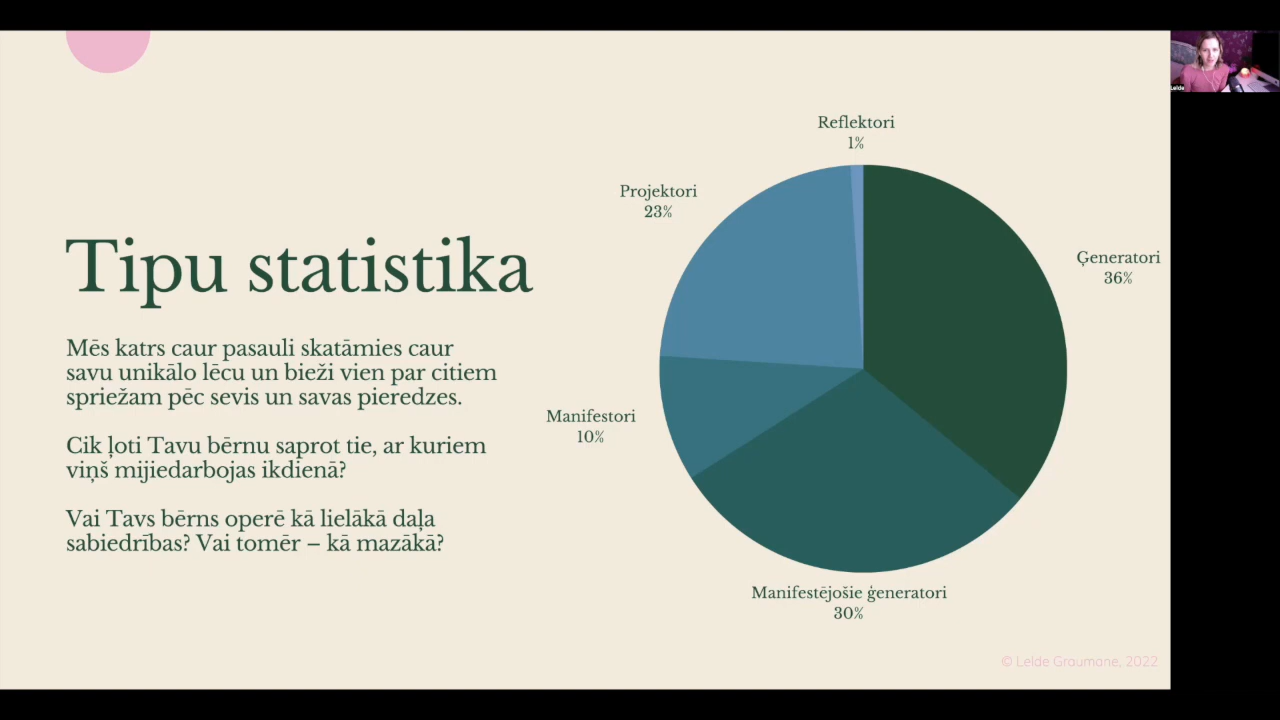 Tipu statistika
Mēs katrs caur pasauli skatāmies caur
savu unikālo lēcu un bieži vien par citiem
spriežam pēc sevis un savas pieredzes.
Cik ļoti Tavu bērnu saprot tie, ar kuriem
viņš mijiedarbojas ikdienā?
Vai Tavs bērns operē kā lielākā daļa
sabiedrības? Vai tomēr – kā mazākā?
Reflektori
1%
Projektori
23%
Ģeneratori
36%
Manifestori
10%
Manifestējošie ģeneratori
30%
© Lelde Graumane, 2022
Lelde